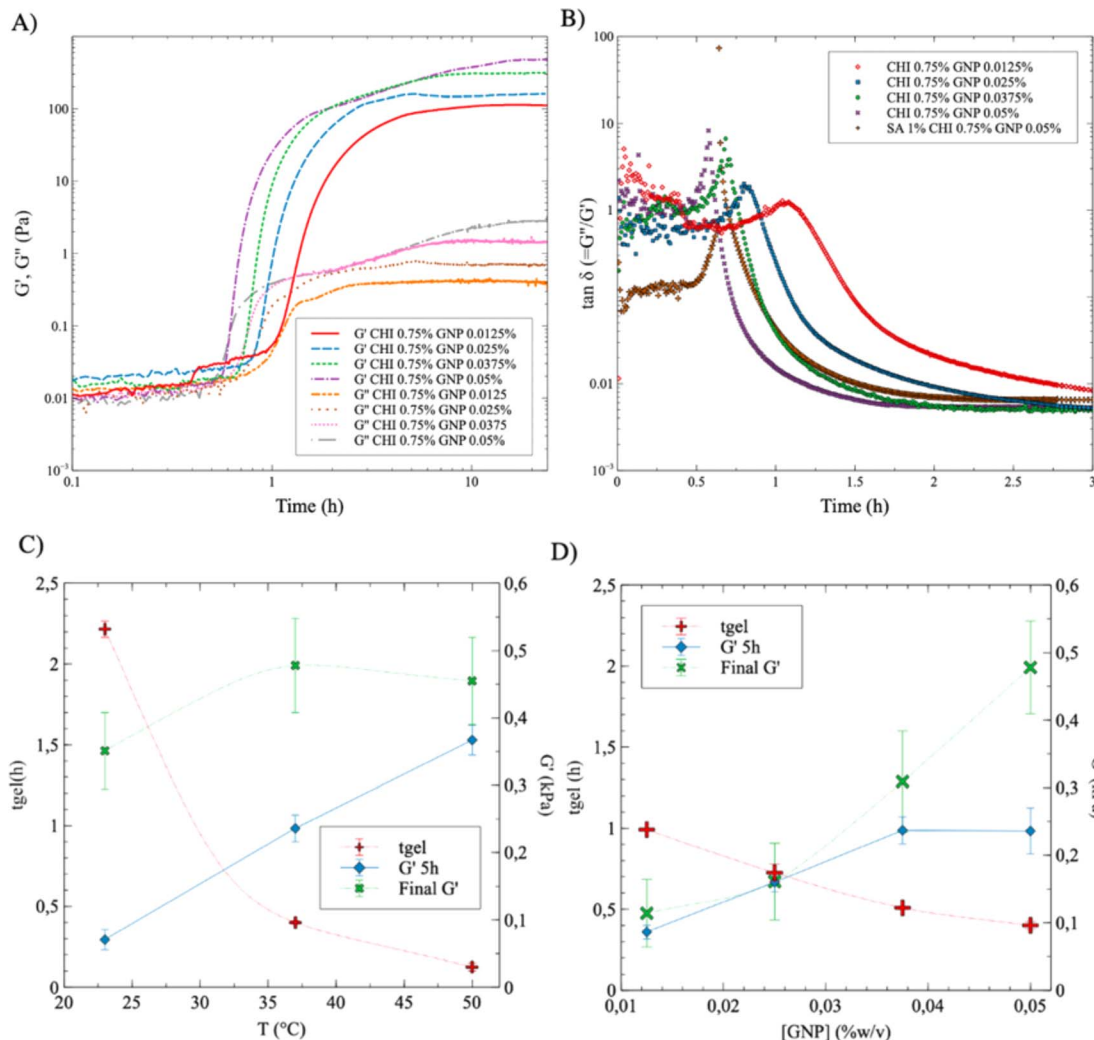 A)
G', G'' (Pa)
100
10
1
0.1
0.01
10⁻³
0.1
1
10
Time (h)
G' CHI 0.75% GNP 0.0125%
G' CHI 0.75% GNP 0.025%
G' CHI 0.75% GNP 0.0375%
G' CHI 0.75% GNP 0.05%
G'' CHI 0.75% GNP 0.0125
G'' CHI 0.75% GNP 0.025%
G'' CHI 0.75% GNP 0.0375
G'' CHI 0.75% GNP 0.05%
B)
tan δ (=G''/G')
100
10
1
0.01
10⁻³
0
0.5
1
1.5
2
2.5
3
Time (h)
CHI 0.75% GNP 0.0125%
CHI 0.75% GNP 0.025%
CHI 0.75% GNP 0.0375%
CHI 0.75% GNP 0.05%
SA 1% CHI 0.75% GNP 0.05%
C)
tgel(h)
2,5
2
1,5
1
0,5
0
20
25
30
35
40
45
50
T (°C)
0,6
0,5
0,4
0,3
0,2
0,1
0
G' (kPa)
tgel
G' 5h
Final G'
D)
tgel (h)
2,5
2
1,5
1
0,5
0
0,01
0,02
0,03
0,04
0,05
[GNP] (%w/v)
0,6
0,5
0,4
0,3
0,2
0,1
0
tgel
G' 5h
Final G'